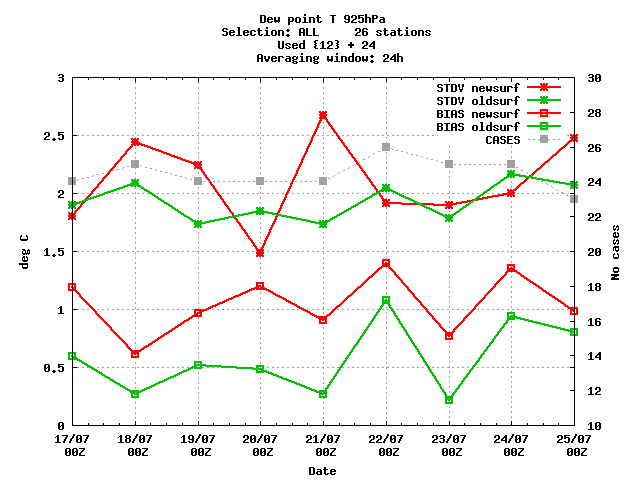 Dew point T 925hPa
Selection: ALL     26 stations
Used {12} + 24
Averaging window: 24h
3
2.5
2
1.5
1
0.5
0
deg C
30
28
26
24
22
20
18
16
14
12
10
No cases
STDV newsurf
STDV oldsurf
BIAS newsurf
BIAS oldsurf
CASES
17/07 18/07 19/07 20/07 21/07 22/07 23/07 24/07 25/07
00Z 00Z 00Z 00Z 00Z 00Z 00Z 00Z 00Z
Date